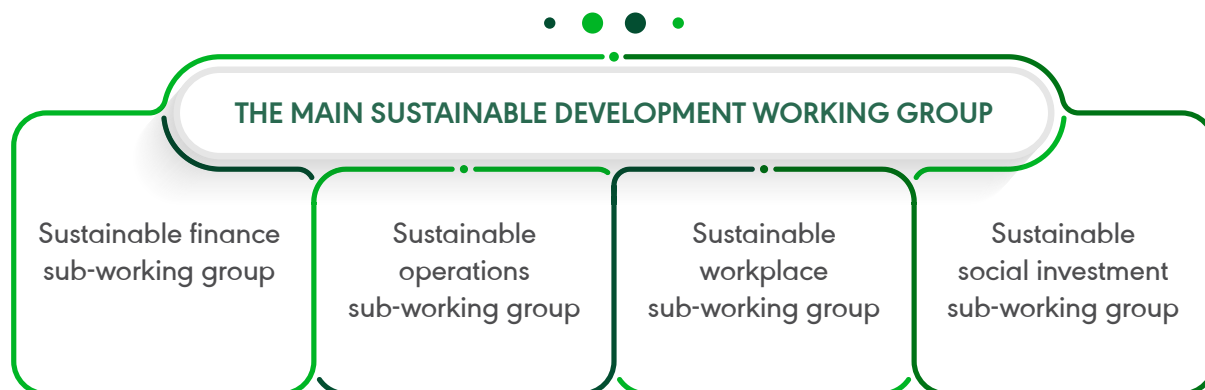 THE MAIN SUSTAINABLE DEVELOPMENT WORKING GROUP
Sustainable finance
sub-working group
Sustainable
operations
sub-working group
Sustainable
workplace
sub-working group
Sustainable
social investment
sub-working group